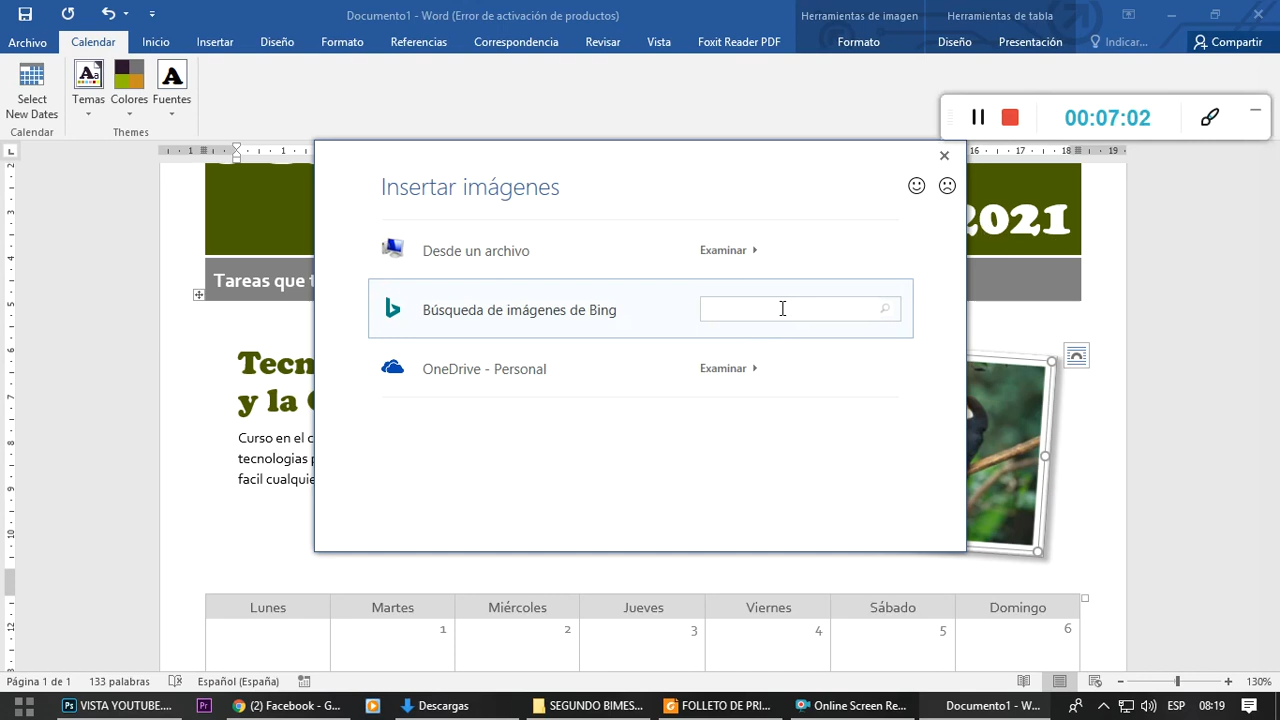 Documento1 - Word (Error de activación de productos)
Herramientas de imagen
Herramientas de tabla
Archivo
Calendar
Inicio
Insertar
Diseño
Formato
Referencias
Correspondencia
Revisar
Vista
Foxit Reader PDF
Formato
Diseño
Presentación
Indicar...
Compartir
Select
New Dates
Temas
Colores
Fuentes
Calendar
Themes
00:07:02
Insertar imágenes
Desde un archivo
Examinar
Búsqueda de imágenes de Bing
OneDrive - Personal
Examinar
2021
Tareas que t
Tecn
y la
Curso en el c
tecnologias p
facil cualquie
Lunes
Martes
Miércoles
Jueves
Viernes
Sábado
Domingo
1
2
3
4
5
6
Página 1 de 1
133 palabras
Español (España)
130%
VISTA YOUTUBE....
(2) Facebook - G...
Descargas
SEGUNDO BIMES...
FOLLETO DE PRI...
Online Screen Re...
Documento1 - W...
ESP
08:19